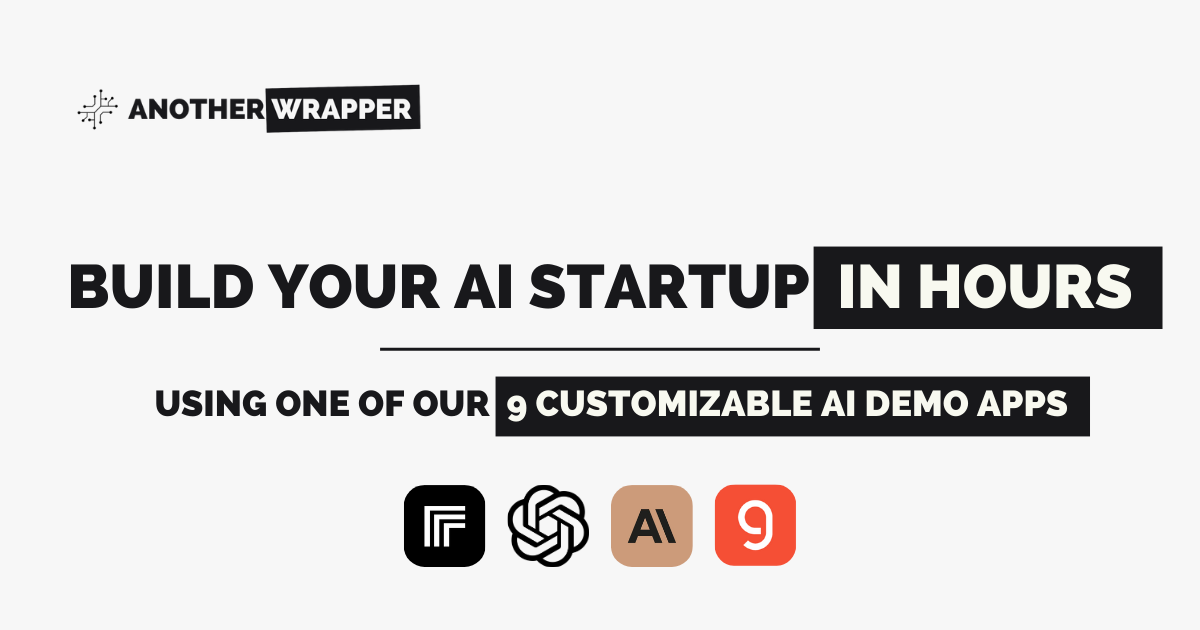 ANOTHER WRAPPER
BUILD YOUR AI STARTUP IN HOURS
USING ONE OF OUR 9 CUSTOMIZABLE AI DEMO APPS